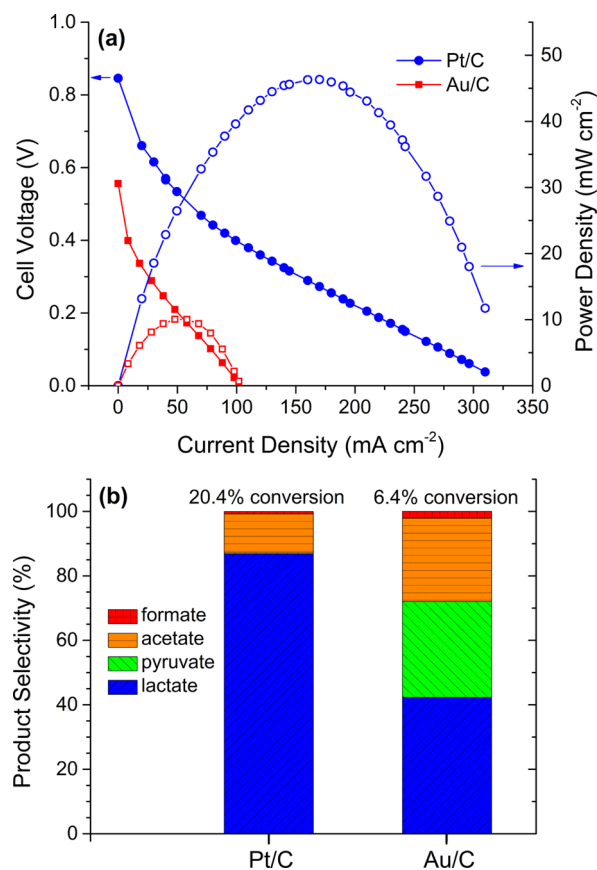 (a)
Pt/C
Au/C
Cell Voltage (V)
1.0
0.8
0.6
0.4
0.2
0.0
Power Density (mW cm-2)
50
40
30
20
10
0
0 50 100 150 200 250 300
Current Density (mA cm-2)
(b)
20.4% conversion 6.4% conversion
Product Selectivity (%)
100
80
60
40
20
0
formate
acetate
pyruvate
lactate
Pt/C Au/C